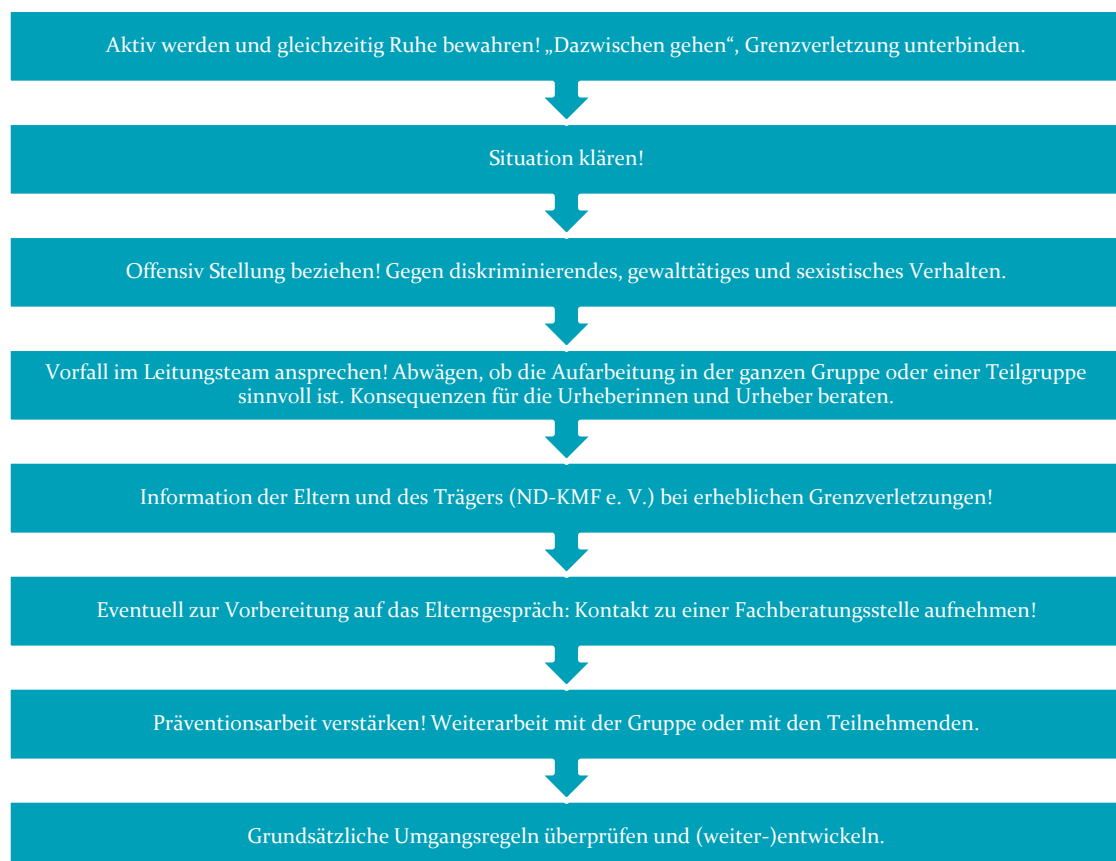 Aktiv werden und gleichzeitig Ruhe bewahren! „Dazwischen gehen“, Grenzverletzung unterbinden.
Situation klären!
Offensiv Stellung beziehen! Gegen diskriminierendes, gewalttätiges und sexistisches Verhalten.
Vorfall im Leitungsteam ansprechen! Abwägen, ob die Aufarbeitung in der ganzen Gruppe oder einer Teilgruppe
sinnvoll ist. Konsequenzen für die Urheberinnen und Urheber beraten.
Information der Eltern und des Trägers (ND-KMF e. V.) bei erheblichen Grenzverletzungen!
Eventuell zur Vorbereitung auf das Elterngespräch: Kontakt zu einer Fachberatungsstelle aufnehmen!
Präventionsarbeit verstärken! Weiterarbeit mit der Gruppe oder mit den Teilnehmenden.
Grundsätzliche Umgangsregeln überprüfen und (weiter-)entwickeln.